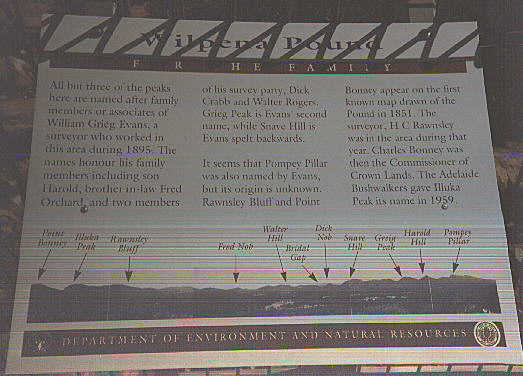 Wilpena Pound
F R  T H E  F A M I L Y
All but three of the peaks
here are named after family
members or associates of
William Grieg Evans, a
surveyor who worked in
this area during 1895. The
names honour his family
members including son
Harold, brother in-law Fred
Orchard and two members
of his survey party, Dick
Crabb and Walter Rogers.
Grieg Peak is Evans' second
name, while Snave Hill is
Evans spelt backwards.
It seems that Pompey Pillar
was also named by Evans,
but its origin is unknown.
Rawnsley Bluff and Point
Bonney appear on the first
known map drawn of the
Pound in 1851. The
surveyor, H C Rawnsley
was in the area during that
year. Charles Bonney was
then the Commissioner of
Crown Lands. The Adelaide
Bushwalkers gave Illuka
Peak its name in 1959.
Point
Bonney
Illuka
Peak
Rawnsley
Bluff
Fred Nob
Walter
Hill
Bridal
Gap
Dick
Nob
Snave
Hill
Greig
Peak
Harold
Hill
Pompey
Pillar
DEPARTMENT OF ENVIRONMENT AND NATURAL RESOURCES